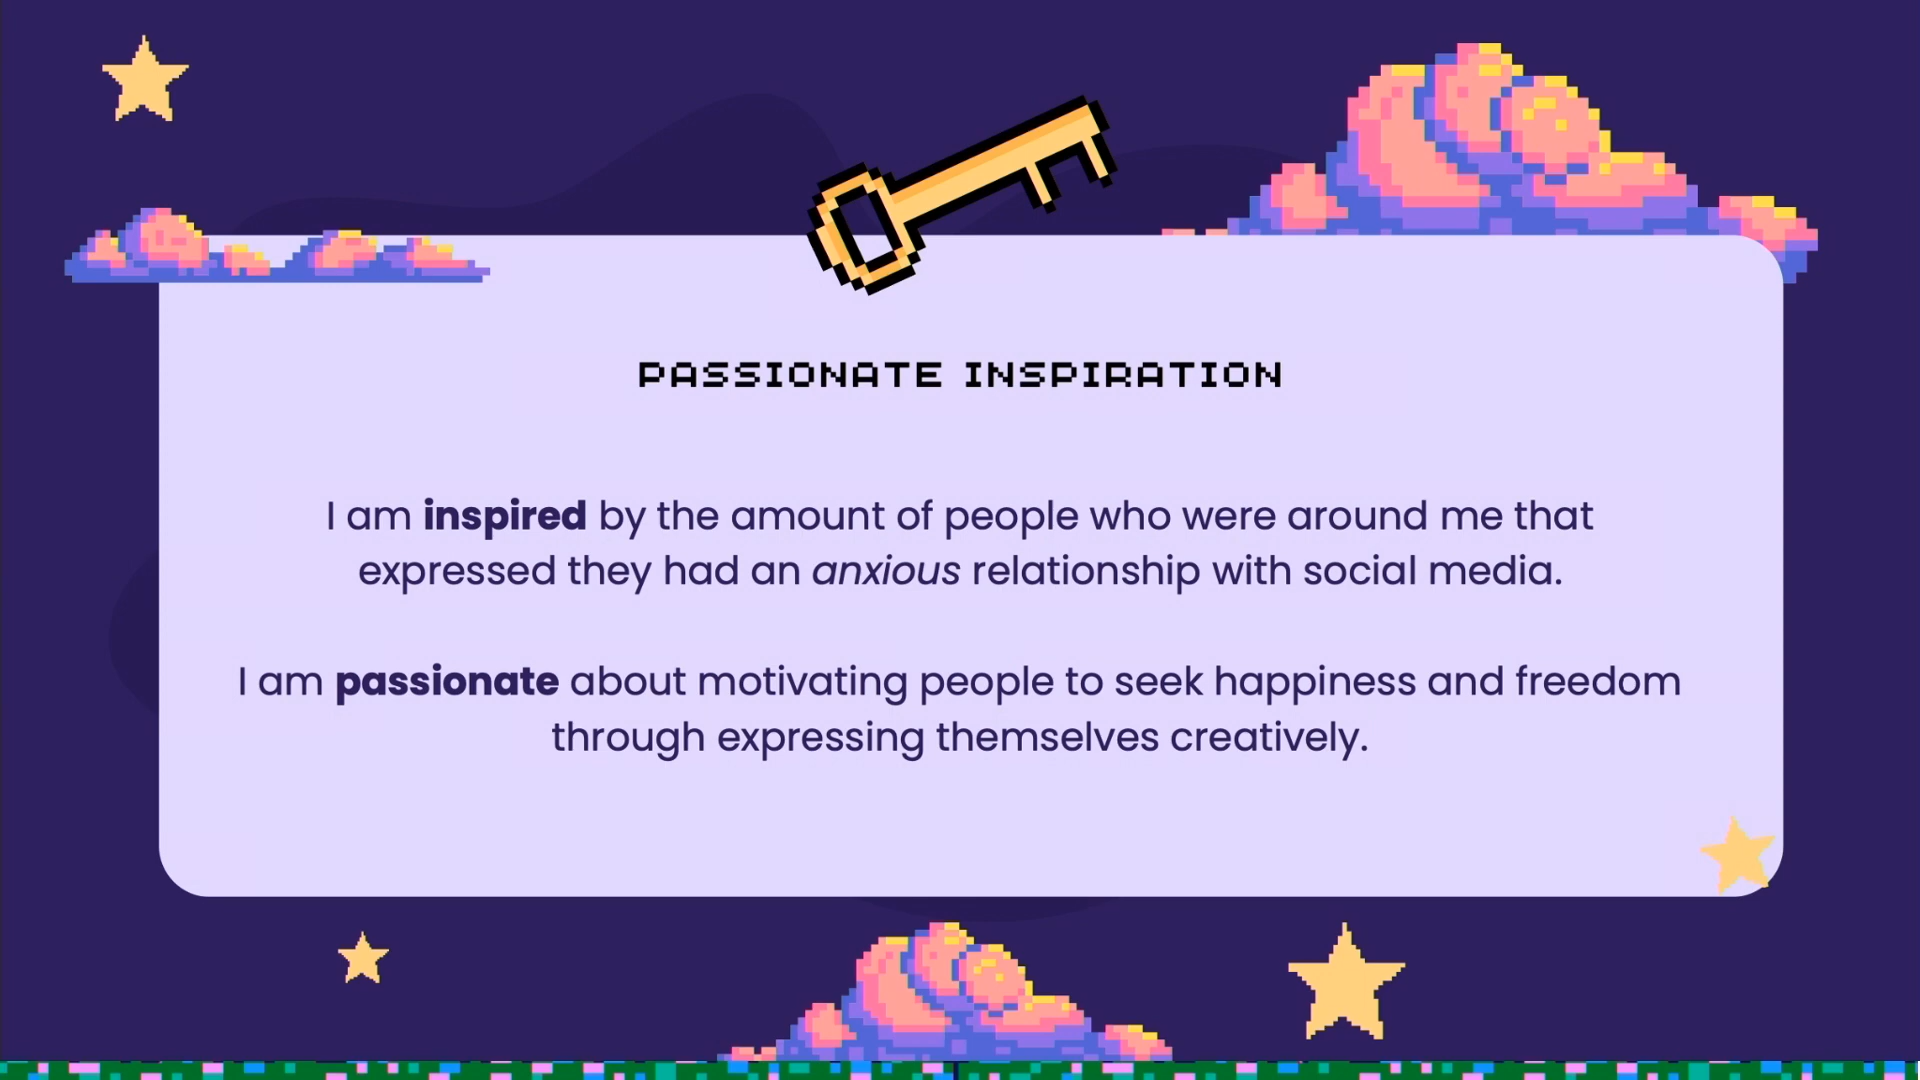 PASSIONATE INSPIRATION
I am inspired by the amount of people who were around me that
expressed they had an anxious relationship with social media.
I am passionate about motivating people to seek happiness and freedom
through expressing themselves creatively.